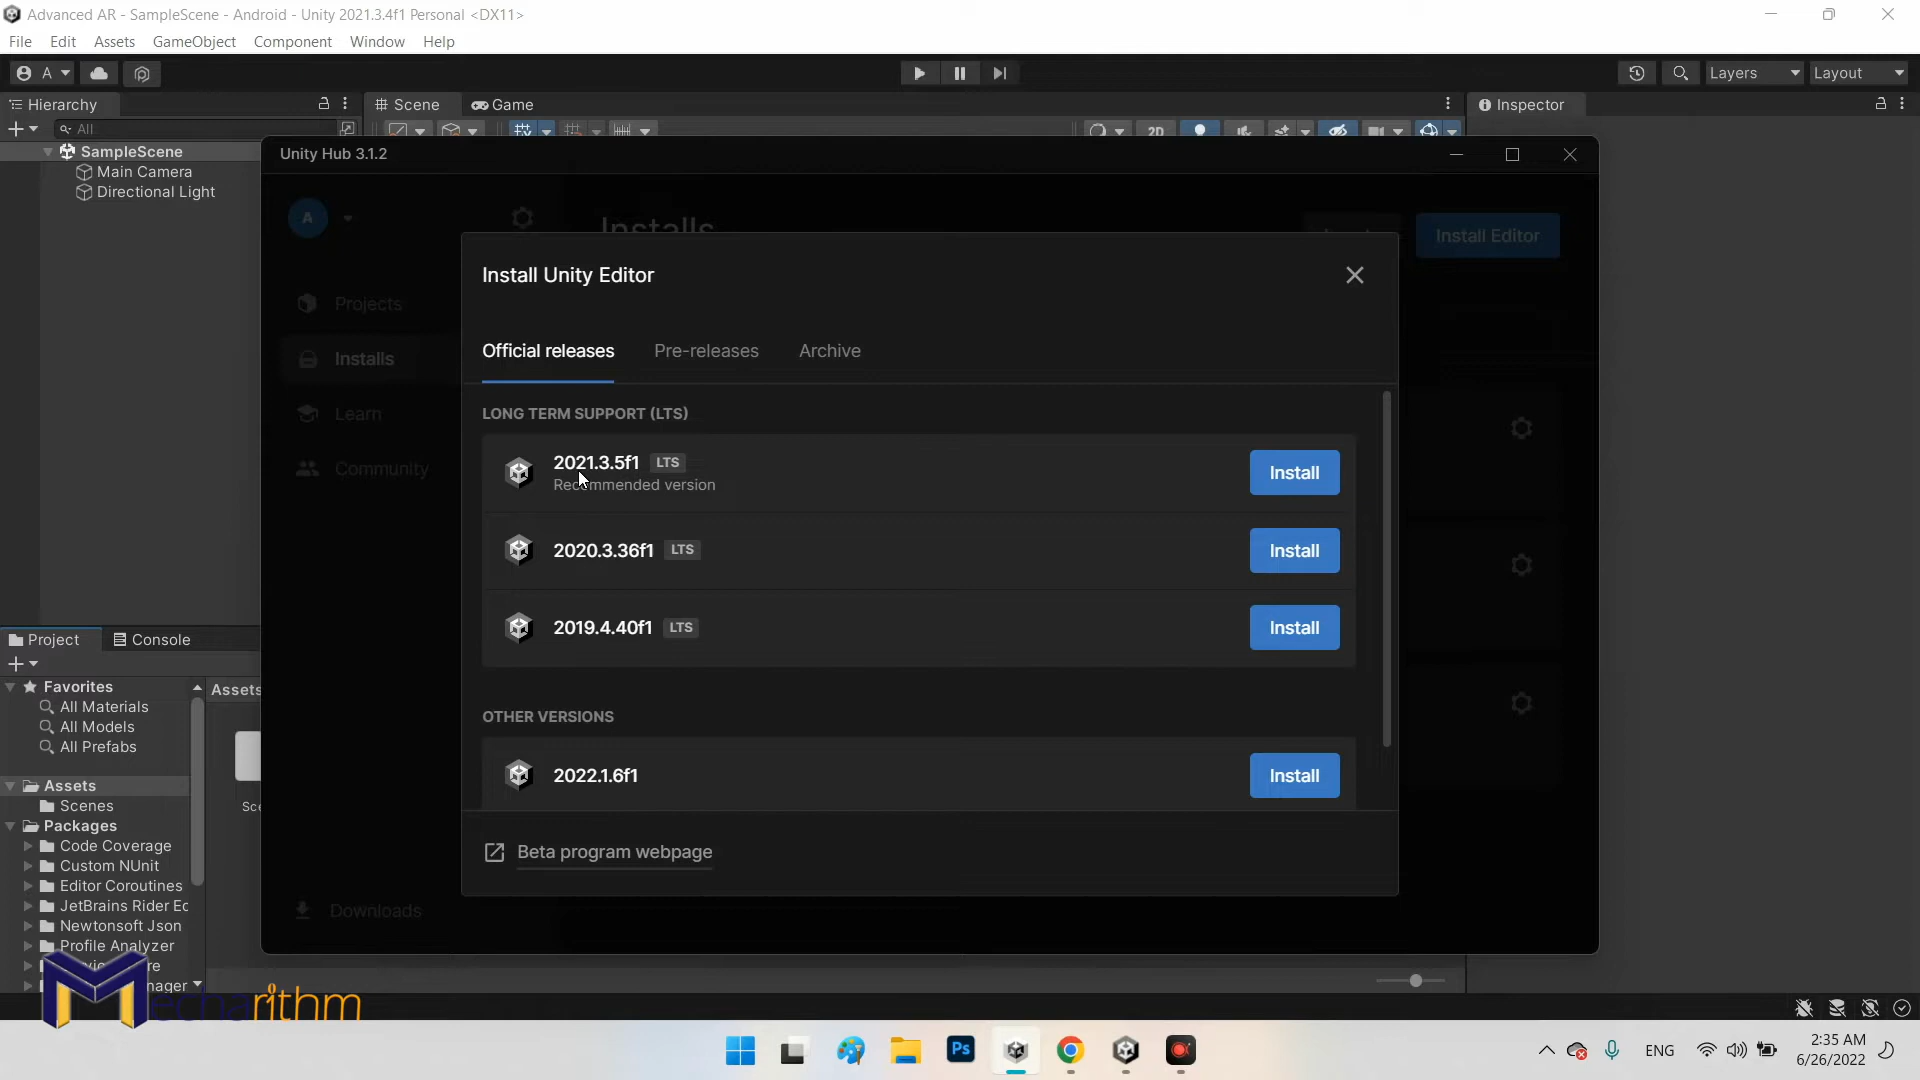 Advanced AR - SampleScene - Android - Unity 2021.3.4f1 Personal <DX11>
File Edit Assets GameObject Component Window Help
A
Layers
Layout
Hierarchy
Scene
Game
Inspector
All
2D
SampleScene
Main Camera
Directional Light
Unity Hub 3.1.2
A
Installs
Install Editor
Projects
Installs
Learn
Community
Downloads
Install Unity Editor
Official releases
Pre-releases
Archive
LONG TERM SUPPORT (LTS)
2021.3.5f1 LTS
Recommended version
Install
2020.3.36f1 LTS
Install
2019.4.40f1 LTS
Install
OTHER VERSIONS
2022.1.6f1
Install
Beta program webpage
Project
Console
Favorites
All Materials
All Models
All Prefabs
Assets
Scenes
Packages
Code Coverage
Custom NUnit
Editor Coroutines
JetBrains Rider Ec
Newtonsoft Json
Profile Analyzer
Assets
Sce
Mecharithm
Ps
ENG
2:35 AM
6/26/2022